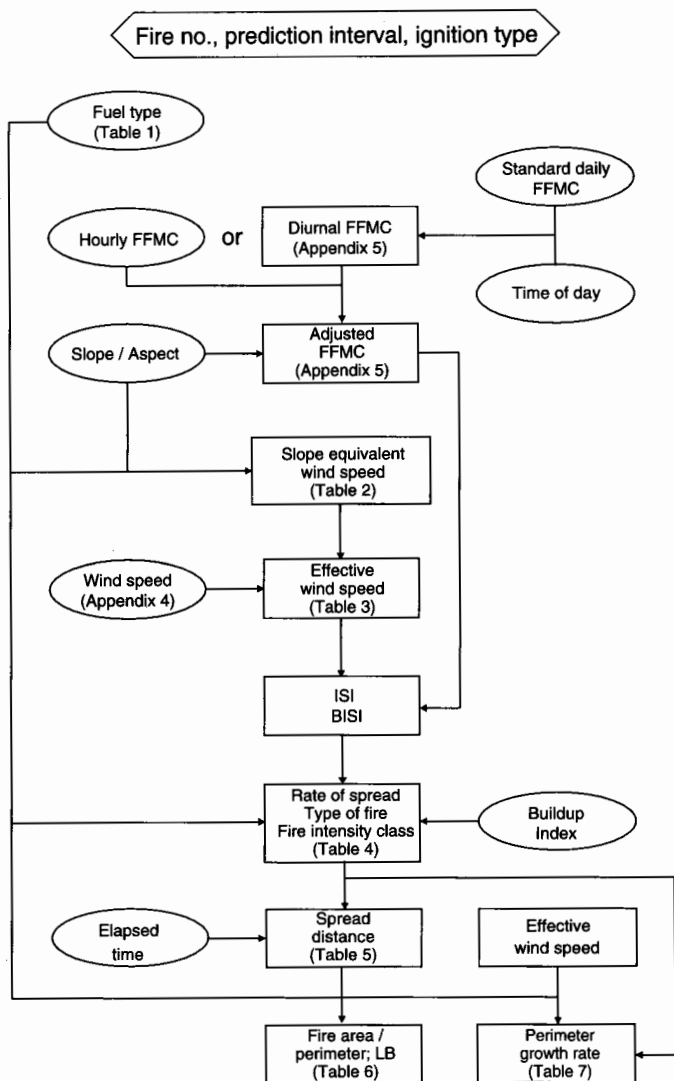 Fire no., prediction interval, ignition type
Fuel type
(Table 1)
Standard daily
FFMC
Hourly FFMC
or
Diurnal FFMC
(Appendix 5)
Time of day
Slope / Aspect
Adjusted
FFMC
(Appendix 5)
Slope equivalent
wind speed
(Table 2)
Wind speed
(Appendix 4)
Effective
wind speed
(Table 3)
ISI
BISI
Rate of spread
Type of fire
Fire intensity class
(Table 4)
Buildup
Index
Elapsed
time
Spread
distance
(Table 5)
Effective
wind speed
Fire area /
perimeter; LB
(Table 6)
Perimeter
growth rate
(Table 7)